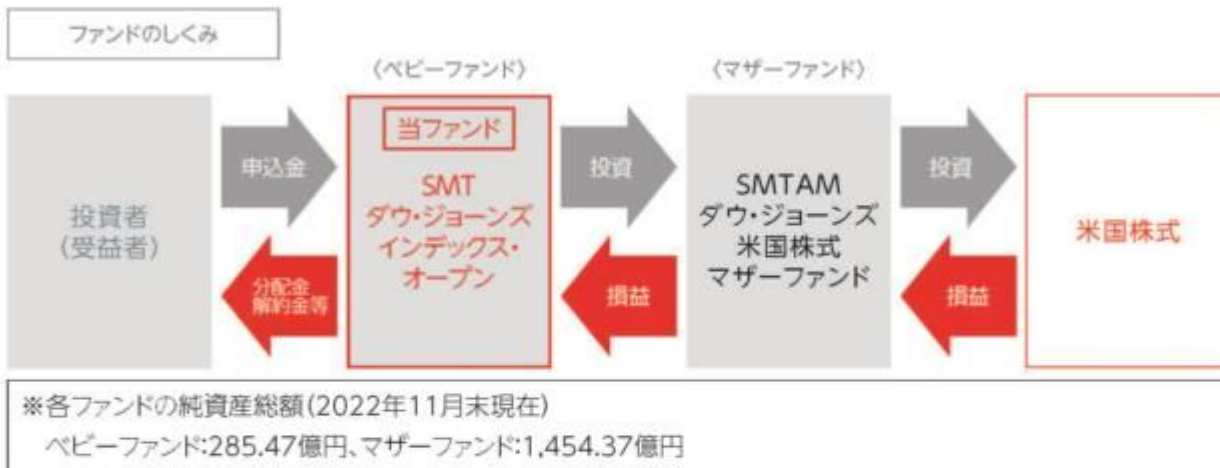 ファンドのしくみ
〈ベビーファンド〉
〈マザーファンド〉
投資者
(受益者)
申込金
分配金
解約金等
当ファンド
SMT
ダウ・ジョーンズ
インデックス・
オープン
投資
損益
SMTAM
ダウ・ジョーンズ
米国株式
マザーファンド
投資
損益
米国株式
※各ファンドの純資産総額(2022年11月末現在)
ベビーファンド:285.47億円、マザーファンド:1,454.37億円